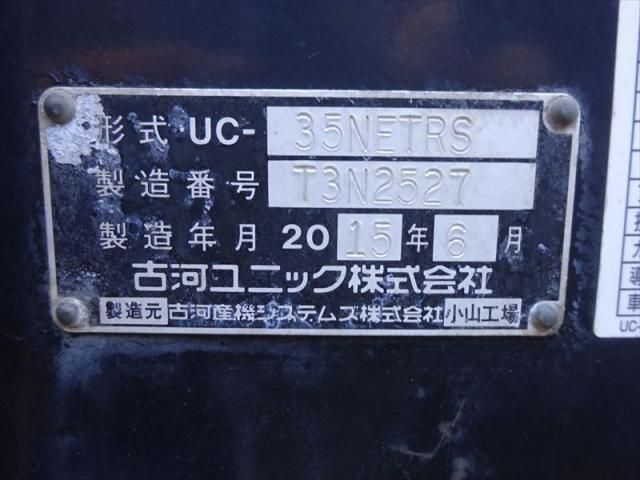 形式 UC- 35NETRS
製造番号 T3N2527
製造年月 2015年6月
古河ユニック株式会社
製造元 古河産機システムズ株式会社 小山工場
UC-